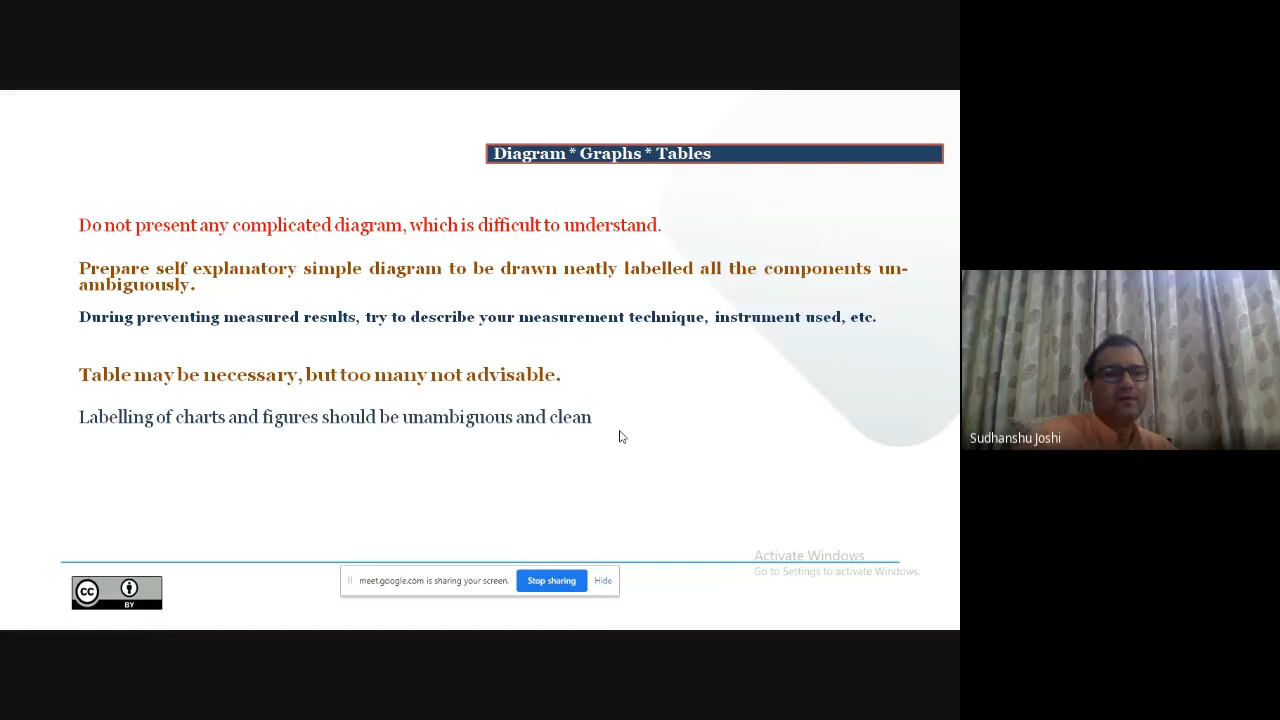 Diagram * Graphs * Tables
Do not present any complicated diagram, which is difficult to understand.
Prepare self explanatory simple diagram to be drawn neatly labelled all the components un-
ambiguously.
During preventing measured results, try to describe your measurement technique, instrument used, etc.
Table may be necessary, but too many not advisable.
Labelling of charts and figures should be unambiguous and clean
Sudhanshu Joshi
Activate Windows
Go to Settings to activate Windows.
meet.google.com is sharing your screen.
Stop sharing
Hide
cc
BY